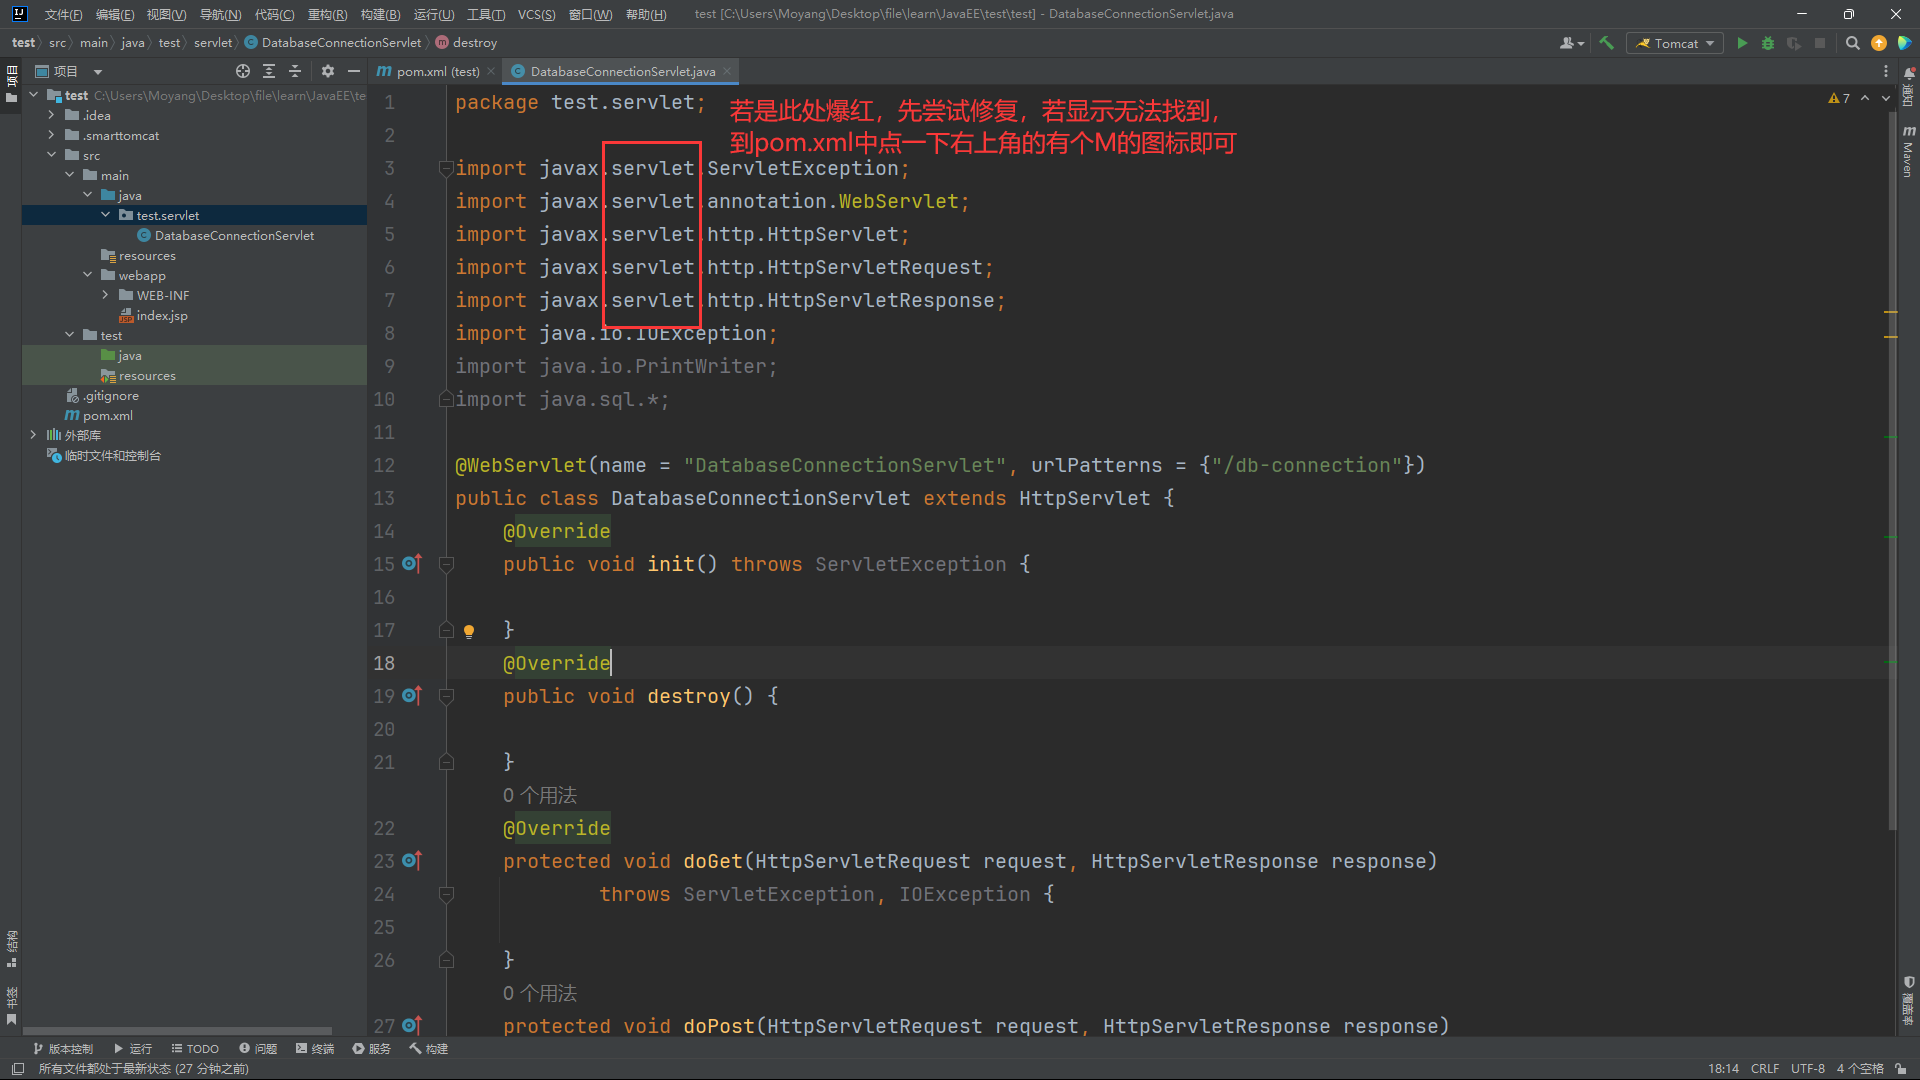 文件(F) 编辑(E) 视图(V) 导航(N) 代码(C) 重构(R) 构建(B) 运行(U) 工具(T) VCS(S) 窗口(W) 帮助(H) test [C:\Users\Moyang\Desktop\file\learn\JavaEE\test\test] - DatabaseConnectionServlet.java
test src main java test servlet DatabaseConnectionServlet destroy
Tomcat
项目
项目
pom.xml (test)
DatabaseConnectionServlet.java
test C:\Users\Moyang\Desktop\file\learn\JavaEE\te
.idea
.smarttomcat
src
main
java
test.servlet
DatabaseConnectionServlet
resources
webapp
WEB-INF
index.jsp
test
java
resources
.gitignore
pom.xml
外部库
临时文件和控制台
若是此处爆红，先尝试修复，若显示无法找到，
到pom.xml中点一下右上角的有个M的图标即可
7
1 package test.servlet;
2
3 import javax.servlet.ServletException;
4 import javax.servlet.annotation.WebServlet;
5 import javax.servlet.http.HttpServlet;
6 import javax.servlet.http.HttpServletRequest;
7 import javax.servlet.http.HttpServletResponse;
8 import java.io.IOException;
9 import java.io.PrintWriter;
10 import java.sql.*;
11
12 @WebServlet(name = "DatabaseConnectionServlet", urlPatterns = {"/db-connection"})
13 public class DatabaseConnectionServlet extends HttpServlet {
14 @Override
15 public void init() throws ServletException {
16
17 }
18 @Override
19 public void destroy() {
20
21 }
0 个用法
22 @Override
23 protected void doGet(HttpServletRequest request, HttpServletResponse response)
24 throws ServletException, IOException {
25
26 }
0 个用法
27 protected void doPost(HttpServletRequest request, HttpServletResponse response)
通知
Maven
覆盖率
结构
书签
版本控制 运行 TODO 问题 终端 服务 构建
所有文件都处于最新状态 (27 分钟之前)
18:14 CRLF UTF-8 4 个空格